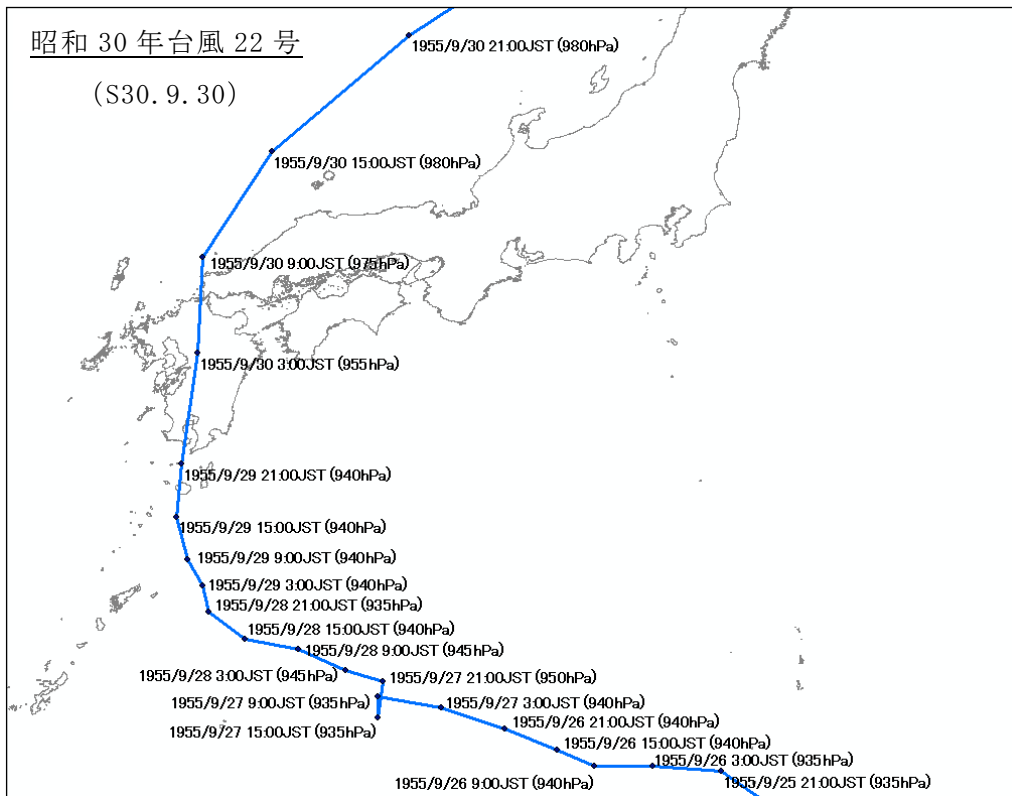 昭和 30 年台風 22 号
(S30.9.30)
1955/9/30 21:00JST (980hPa)
1955/9/30 15:00JST (980hPa)
1955/9/30 9:00JST (975hPa)
1955/9/30 3:00JST (955hPa)
1955/9/29 21:00JST (940hPa)
1955/9/29 15:00JST (940hPa)
1955/9/29 9:00JST (940hPa)
1955/9/29 3:00JST (940hPa)
1955/9/28 21:00JST (935hPa)
1955/9/28 15:00JST (940hPa)
1955/9/28 9:00JST (945hPa)
1955/9/28 3:00JST (945hPa)
1955/9/27 21:00JST (950hPa)
1955/9/27 9:00JST (935hPa)
1955/9/27 3:00JST (940hPa)
1955/9/27 15:00JST (935hPa)
1955/9/26 21:00JST (940hPa)
1955/9/26 15:00JST (940hPa)
1955/9/26 3:00JST (935hPa)
1955/9/26 9:00JST (940hPa)
1955/9/25 21:00JST (935hPa)